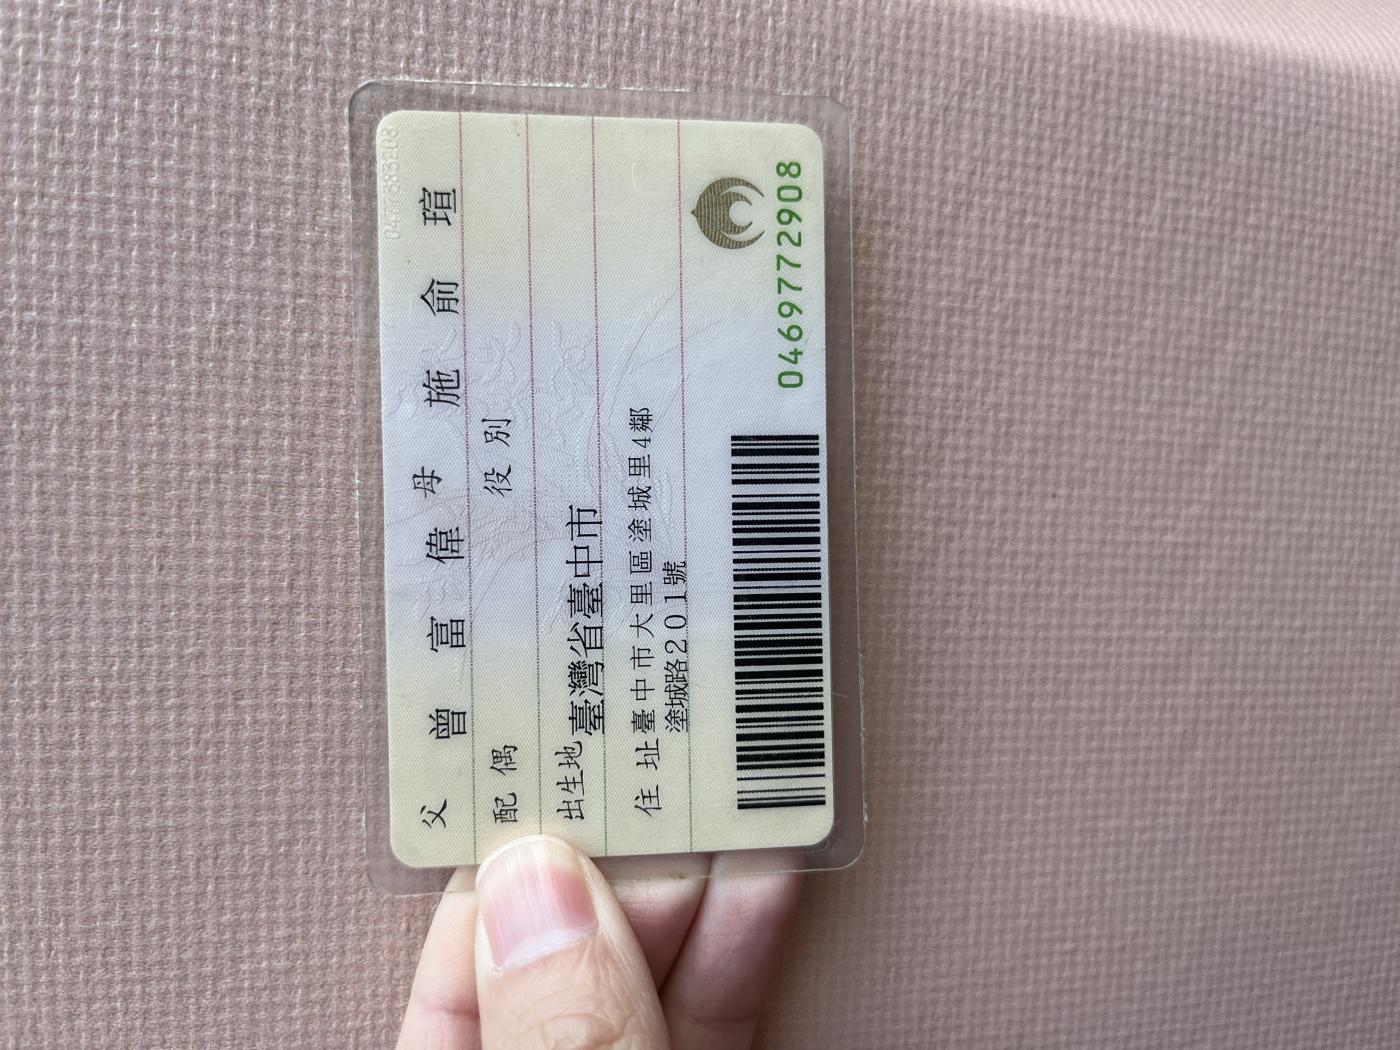 父 曾富偉 母 施俞瑄
配偶 役別
出生地 臺灣省臺中市
住址 臺中市大里區塗城里4鄰
塗城路201號
0469772908